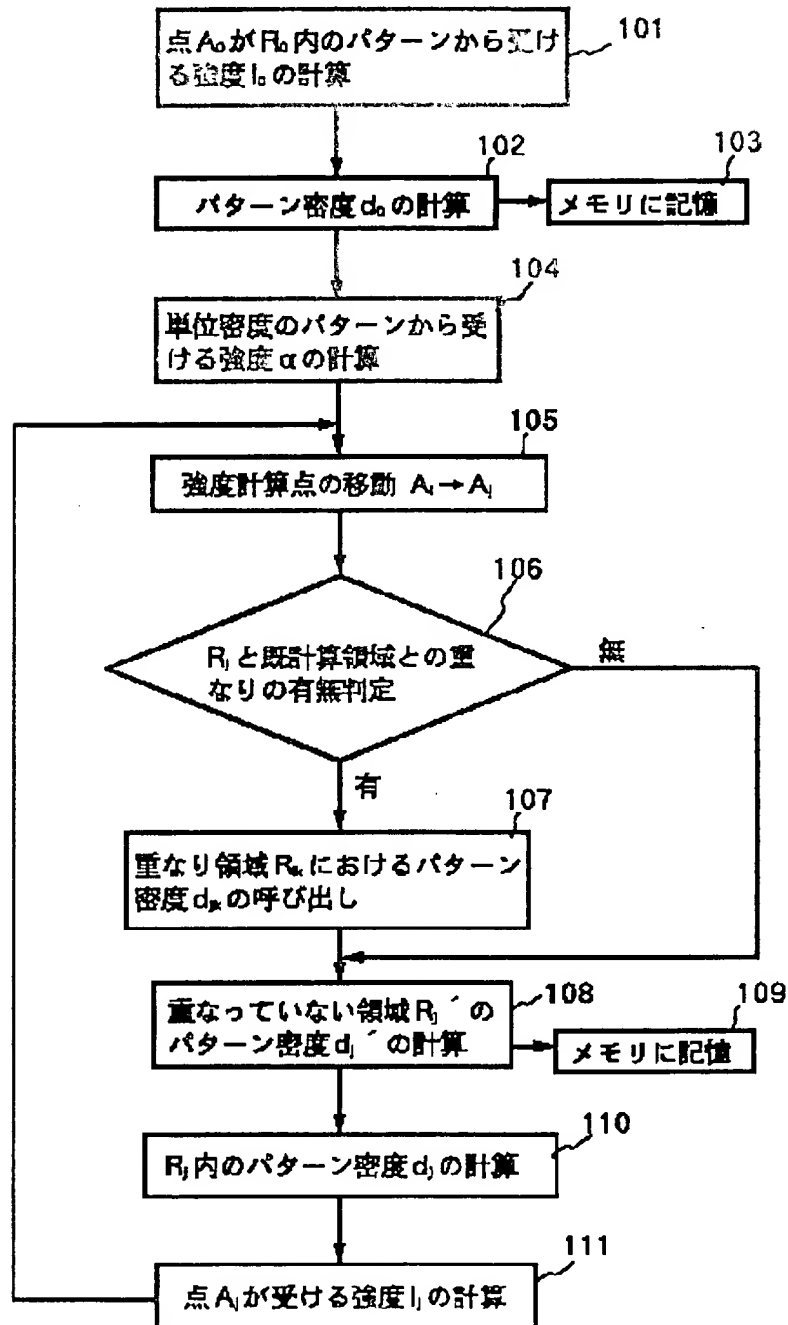 点A₀がR₀内のパターンから受け
る強度I₀の計算
101
102
パターン密度d₀の計算
103
メモリに記憶
104
単位密度のパターンから受
ける強度αの計算
105
強度計算点の移動 Aᵢ→Aⱼ
106
Rⱼと既計算領域との重
なりの有無判定
無
有
107
重なり領域Rⱼₖにおけるパターン
密度dⱼₖの呼び出し
108
重なっていない領域Rⱼ´の
パターン密度dⱼ´の計算
109
メモリに記憶
110
Rⱼ内のパターン密度dⱼの計算
111
点Aⱼが受ける強度Iⱼの計算